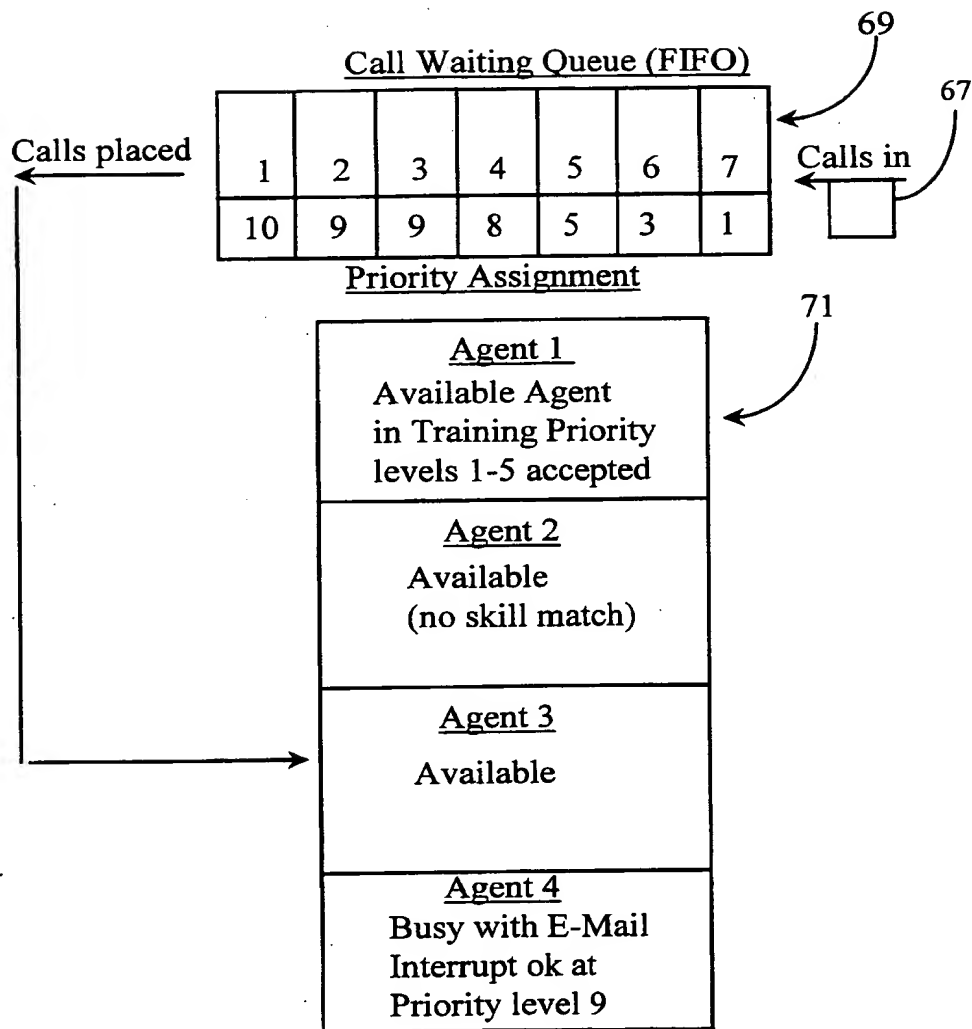 69
Call Waiting Queue (FIFO)
67
Calls placed
1 2 3 4 5 6 7
Calls in
10 9 9 8 5 3 1
Priority Assignment
71
Agent 1
Available Agent
in Training Priority
levels 1-5 accepted
Agent 2
Available
(no skill match)
Agent 3
Available
Agent 4
Busy with E-Mail
Interrupt ok at
Priority level 9